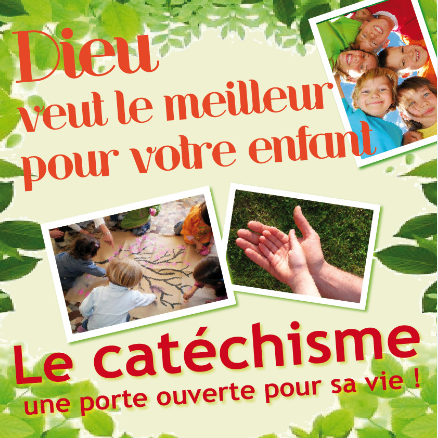 Dieu
veut le meilleur
pour votre enfant
Le catéchisme
une porte ouverte pour sa vie !